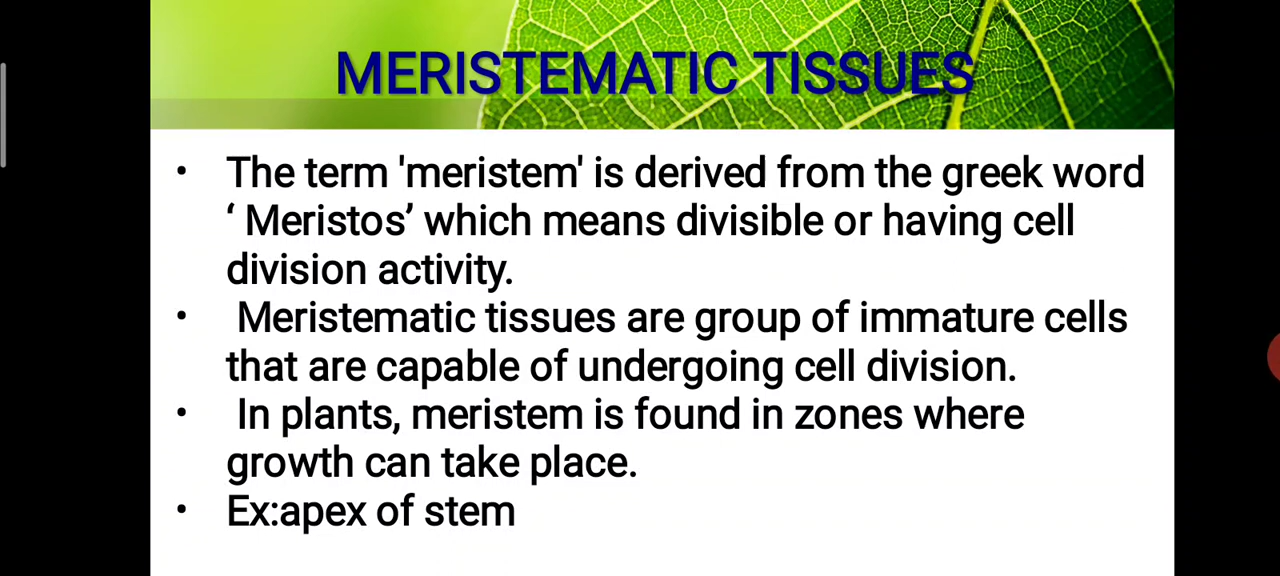 MERISTEMATIC TISSUES
• The term 'meristem' is derived from the greek word
‘ Meristos’ which means divisible or having cell
division activity.
• Meristematic tissues are group of immature cells
that are capable of undergoing cell division.
• In plants, meristem is found in zones where
growth can take place.
• Ex:apex of stem